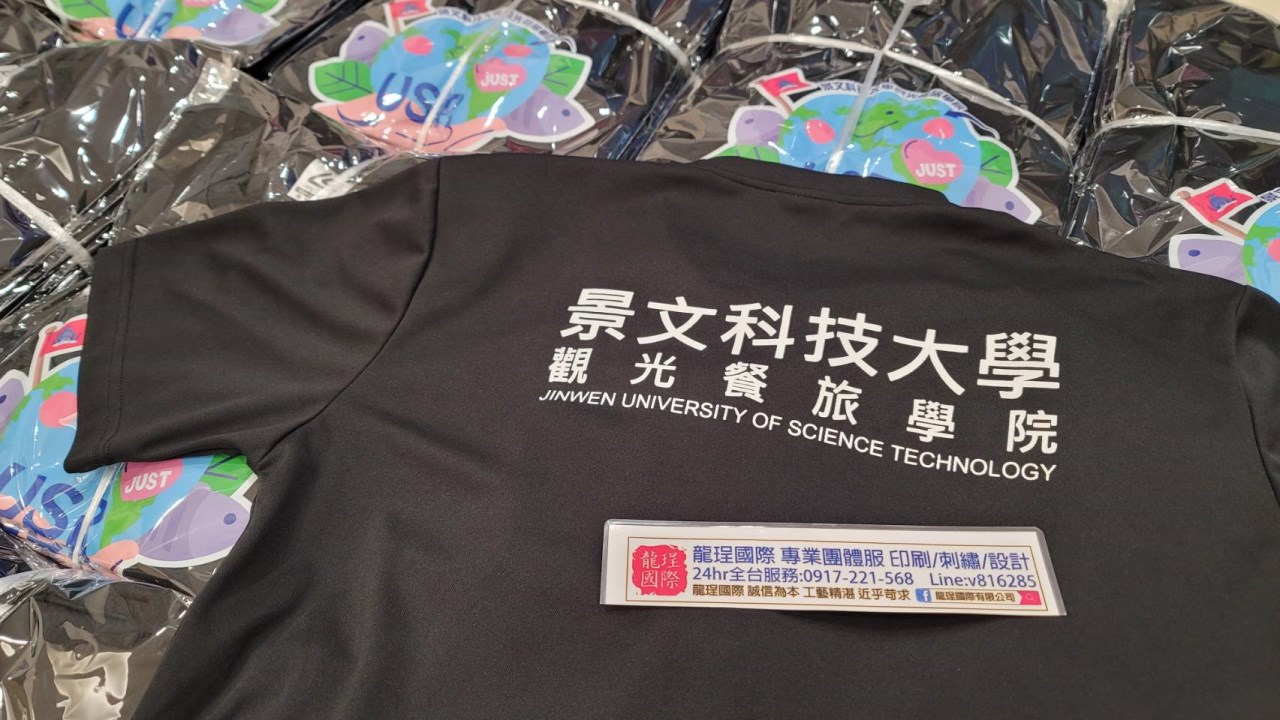 USR
JUST
JUST
景文科技大學
觀光餐旅學院
JINWEN UNIVERSITY OF SCIENCE TECHNOLOGY
JUST
龍珵國際
龍珵國際 專業團體服 印刷/刺繡/設計
24hr全台服務:0917-221-568 Line:v816285
龍珵國際 誠信為本 工藝精湛 近乎苛求 f 龍珵國際有限公司